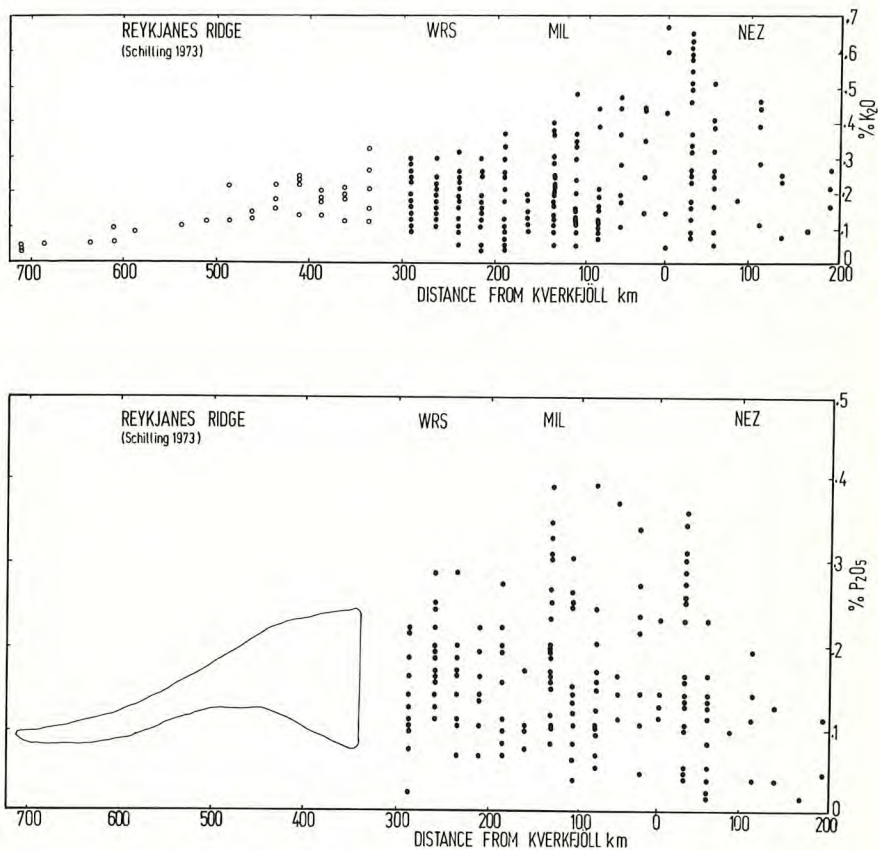 REYKJANES RIDGE
(Schilling 1973)
WRS
MIL
NEZ
.7
.6
.5
.4
.3
.2
.1
0
% K₂O
700 600 500 400 300 200 100 0 100 200
DISTANCE FROM KVERKFJÖLL km
REYKJANES RIDGE
(Schilling 1973)
WRS
MIL
NEZ
.5
.4
.3
.2
.1
0
% P₂O₅
700 600 500 400 300 200 100 0 100 200
DISTANCE FROM KVERKFJÖLL km